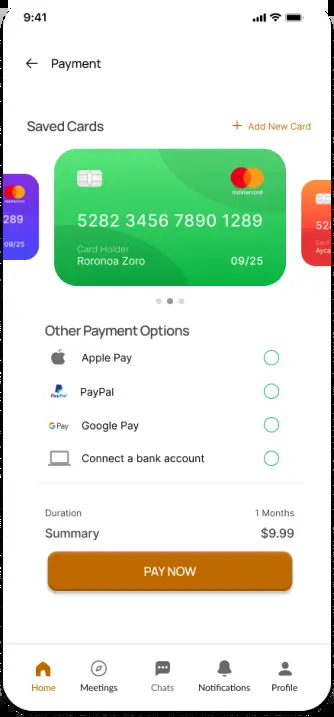 9:41
Payment
Saved Cards
+ Add New Card
289
09/25
mastercard
5282 3456 7890 1289
Card Holder
Roronoa Zoro
09/25
Ayca
Other Payment Options
Apple Pay
PayPal
PayPal
G Pay
Google Pay
Connect a bank account
Duration
1 Months
Summary
$9.99
PAY NOW
Home
Meetings
Chats
Notifications
Profile